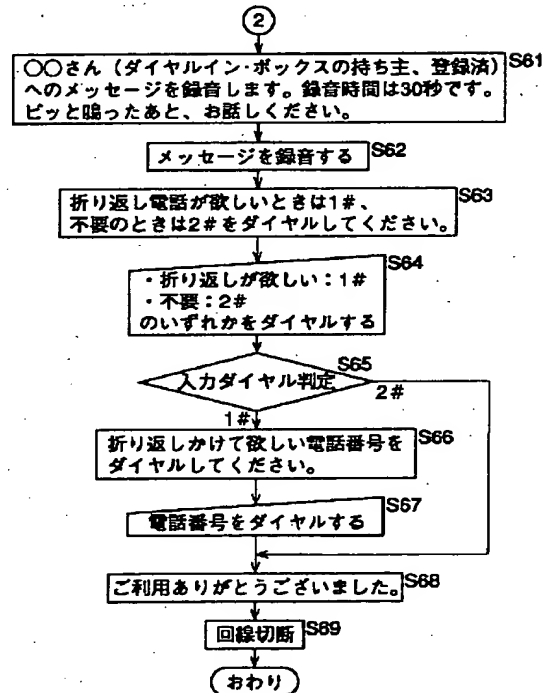 2
○○さん（ダイヤルイン・ボックスの持ち主、登録済） S61
へのメッセージを録音します。録音時間は30秒です。
ピッと鳴ったあと、お話しください。
メッセージを録音する S62
折り返し電話が欲しいときは1#、 S63
不要のときは2#をダイヤルしてください。
S64
・折り返しが欲しい：1#
・不要：2#
のいずれかをダイヤルする
S65
入力ダイヤル判定
2#
1#
折り返しかけて欲しい電話番号を S66
ダイヤルしてください。
S67
電話番号をダイヤルする
ご利用ありがとうございました。 S68
回線切断 S69
おわり